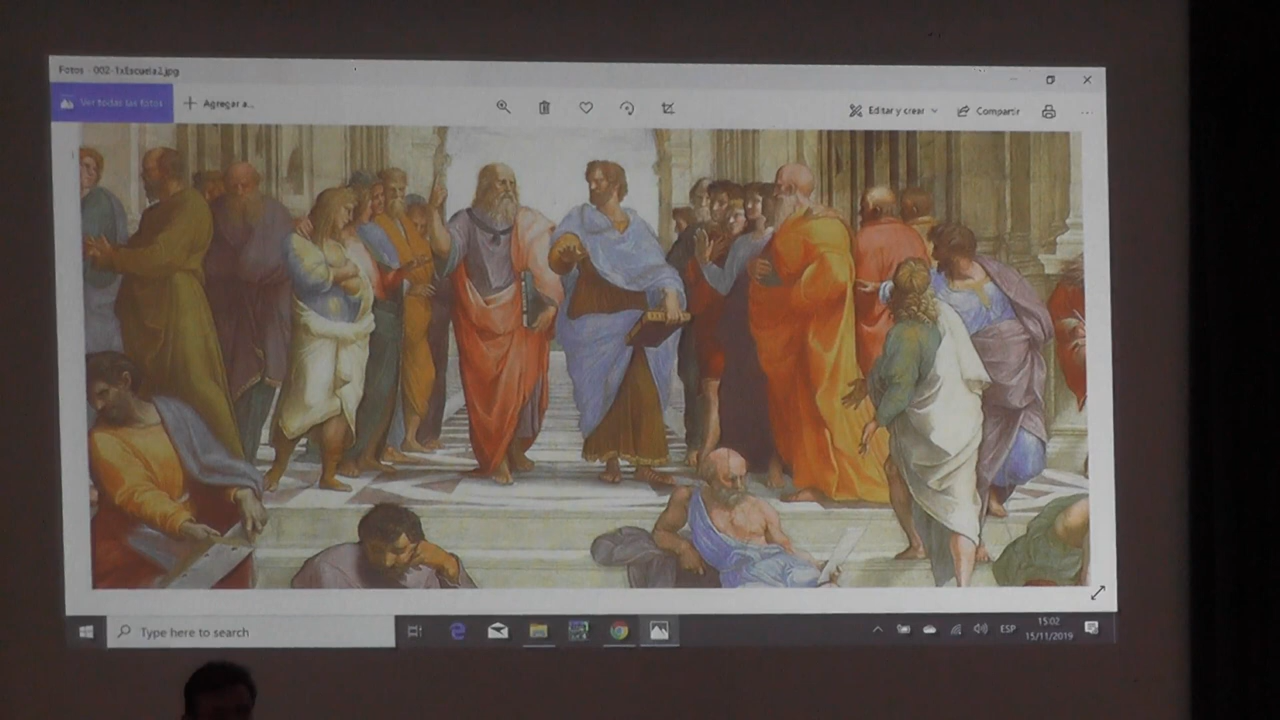 Fotos - 002-1xEscuela2.jpg
Ver todas las fotos
Agregar a...
Editar y crear
Compartir
Type here to search
ESP
15:02
15/11/2019